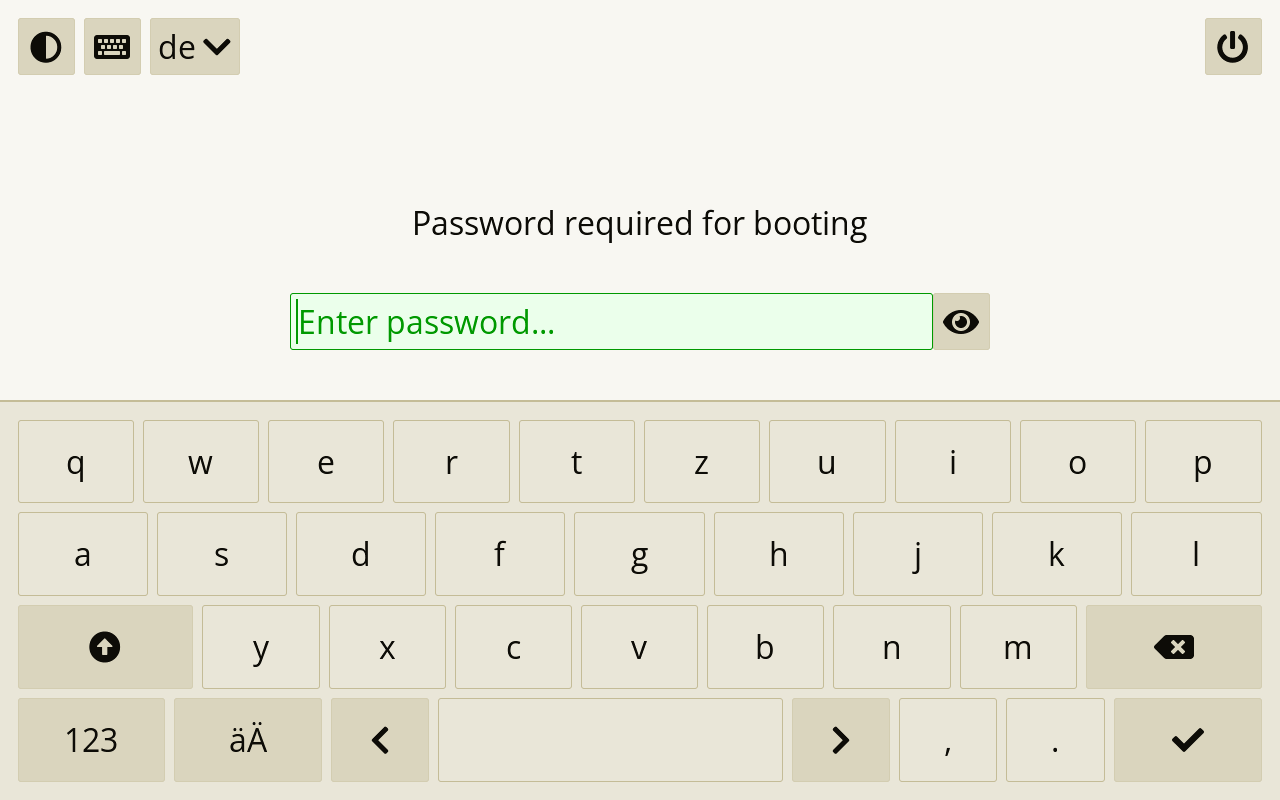 de
Password required for booting
Enter password...
q w e r t z u i o p
a s d f g h j k l
y x c v b n m
123 äÄ , .